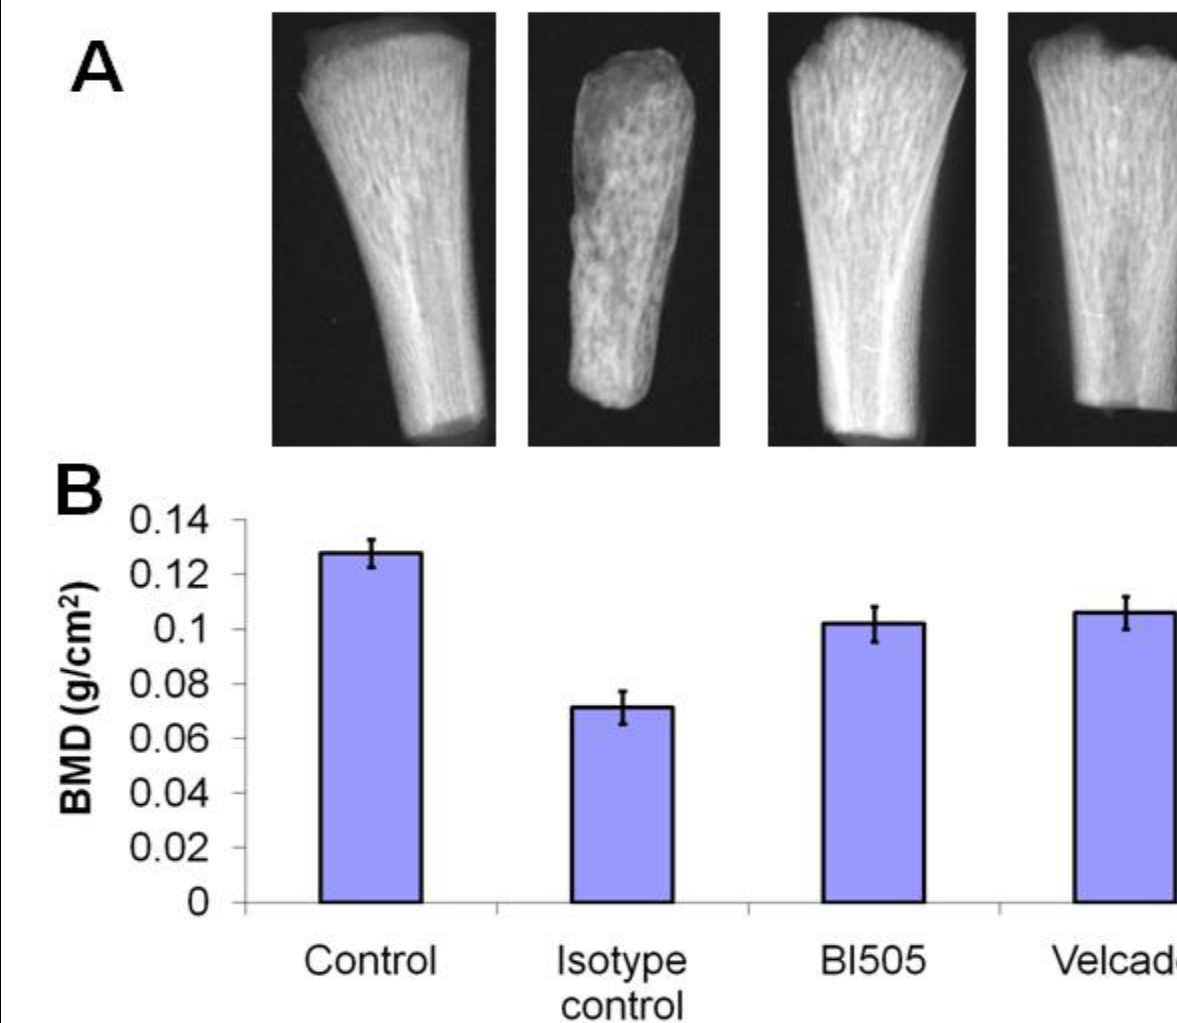 A
B
0.14
0.12
0.1
0.08
0.06
0.04
0.02
0
BMD (g/cm²)
Control
Isotype
control
BI505
Velcad